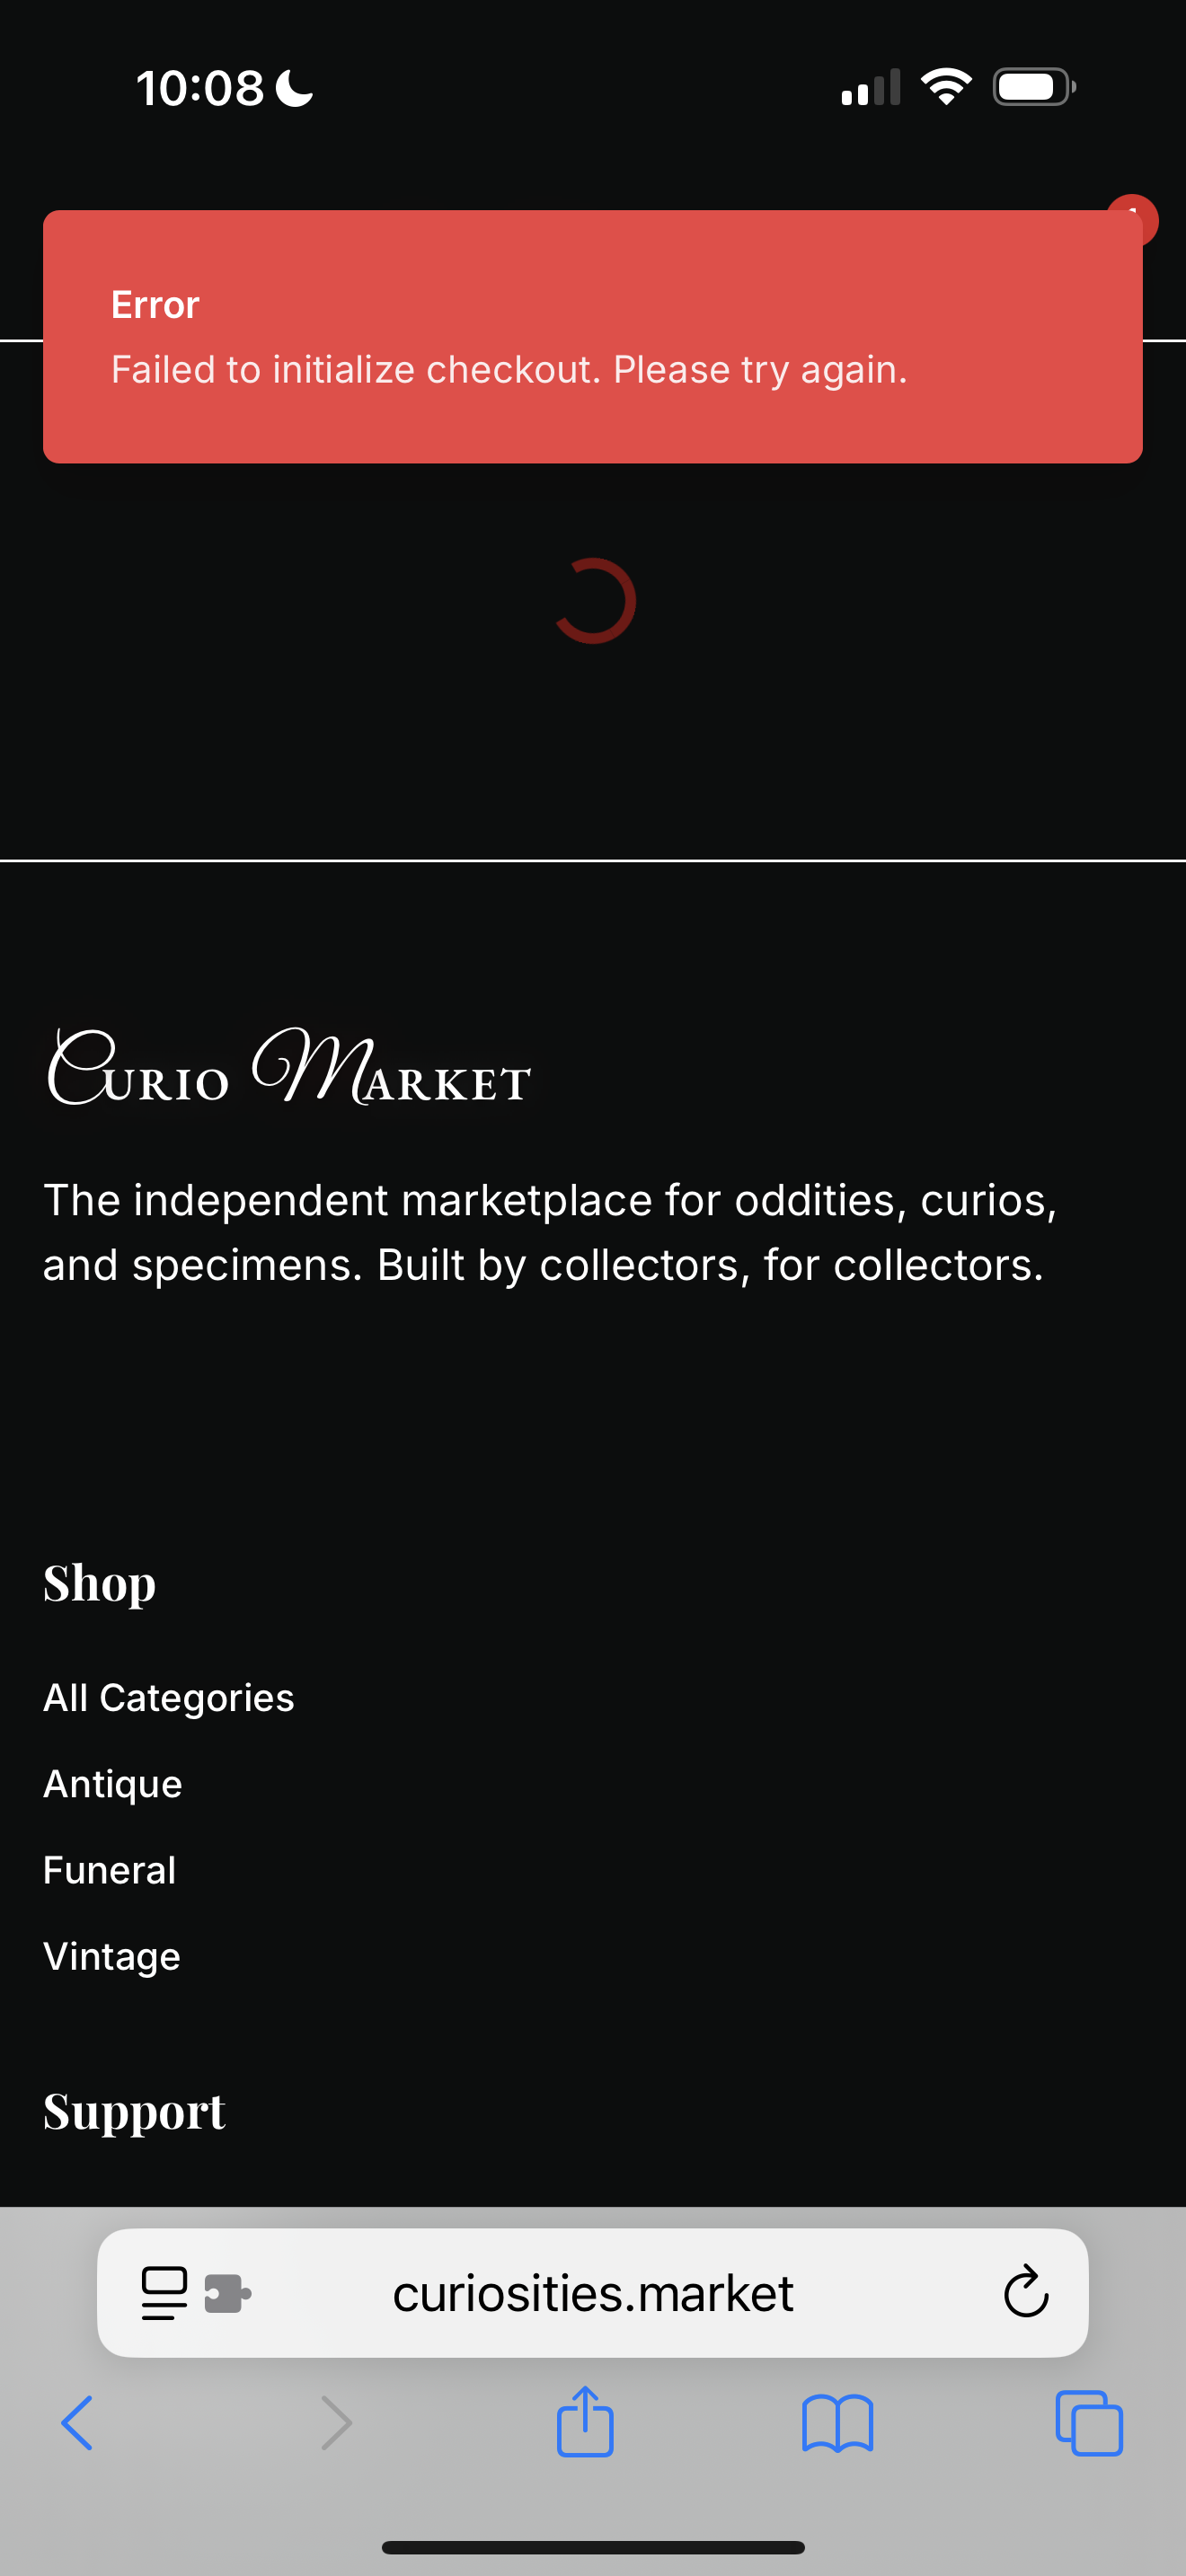 10:08
Error
Failed to initialize checkout. Please try again.
Curio Market
The independent marketplace for oddities, curios,
and specimens. Built by collectors, for collectors.
Shop
All Categories
Antique
Funeral
Vintage
Support
curiosities.market